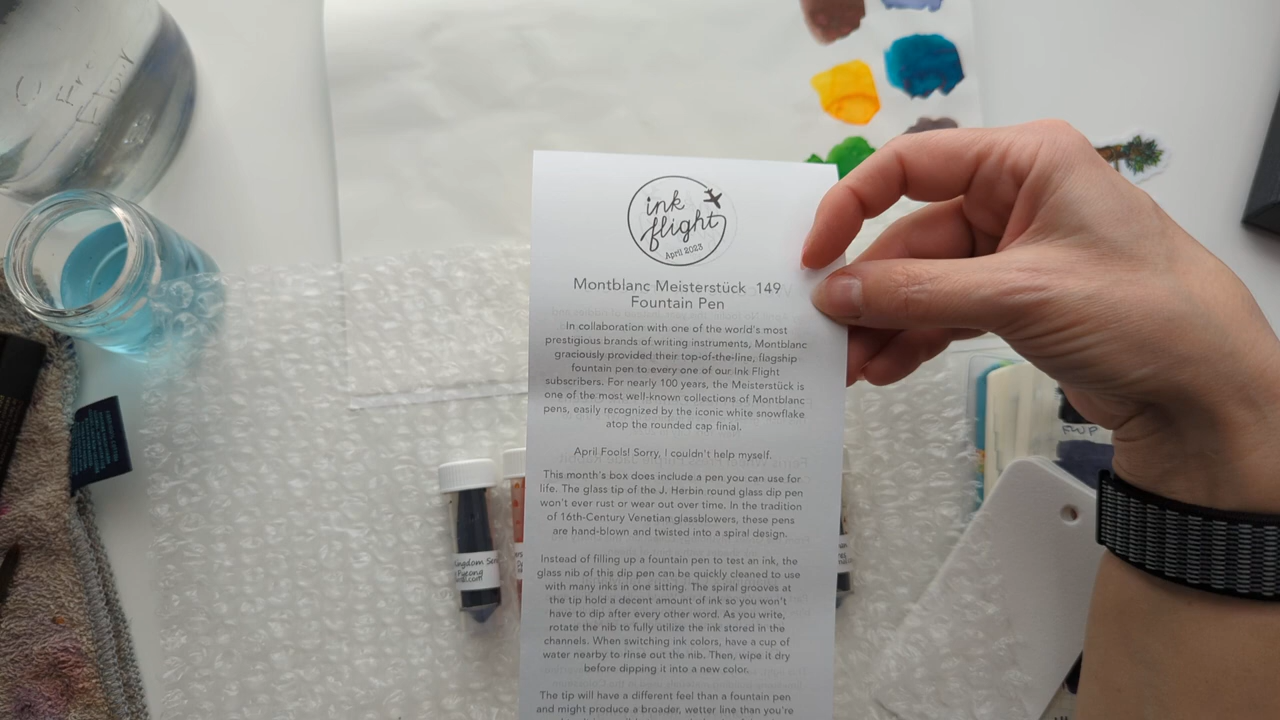 ink
flight
April 2023
Montblanc Meisterstück 149
Fountain Pen
In collaboration with one of the world's most
prestigious brands of writing instruments, Montblanc
graciously provided their top-of-the-line, flagship
fountain pen to every one of our Ink Flight
subscribers. For nearly 100 years, the Meisterstück is
one of the most well-known collections of Montblanc
pens, easily recognized by the iconic white snowflake
atop the rounded cap finial.
April Fools! Sorry, I couldn't help myself.
This month's box does include a pen you can use for
life. The glass tip of the J. Herbin round glass dip pen
won't ever rust or wear out over time. In the tradition
of 16th-Century Venetian glassblowers, these pens
are hand-blown and twisted into a spiral design.
Instead of filling up a fountain pen to test an ink, the
glass nib of this dip pen can be quickly cleaned to use
with many inks in one sitting. The spiral grooves at
the tip hold a decent amount of ink so you won't
have to dip after every other word. As you write,
rotate the nib to fully utilize the ink stored in the
channels. When switching ink colors, have a cup of
water nearby to rinse out the nib. Then, wipe it dry
before dipping it into a new color.
The tip will have a different feel than a fountain pen
and might produce a broader, wetter line than you're